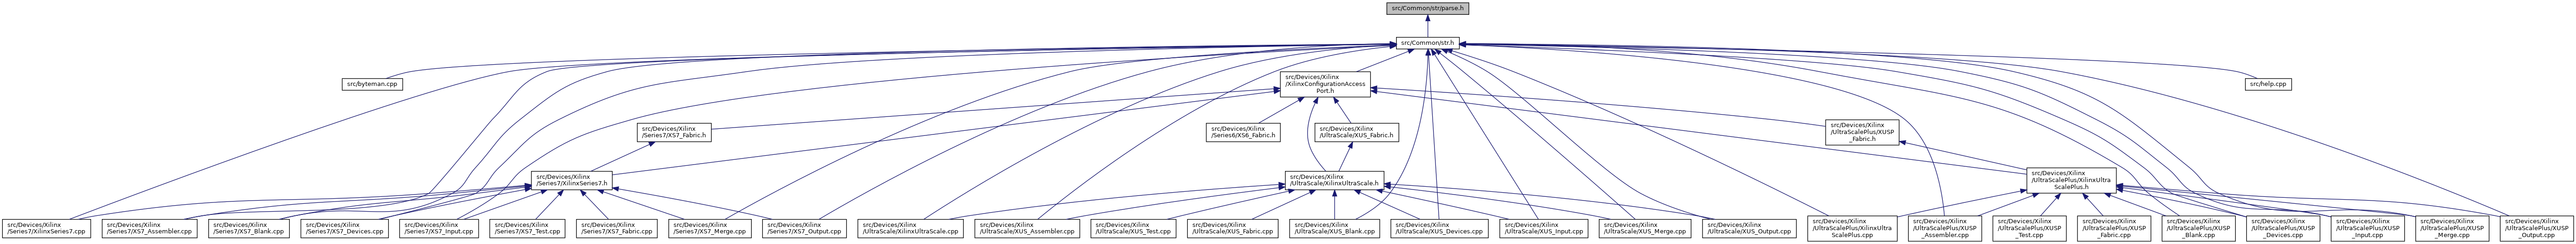 src/Common/str/parse.h
src/Common/str.h
src/byteman.cpp
src/Devices/Xilinx
/XilinxConfigurationAccess
Port.h
src/help.cpp
src/Devices/Xilinx
/Series7/XS7_Fabric.h
src/Devices/Xilinx
/Series6/XS6_Fabric.h
src/Devices/Xilinx
/UltraScale/XUS_Fabric.h
src/Devices/Xilinx
/UltraScalePlus/XUSP
_Fabric.h
src/Devices/Xilinx
/Series7/XilinxSeries7.h
src/Devices/Xilinx
/UltraScale/XilinxUltraScale.h
src/Devices/Xilinx
/UltraScalePlus/XilinxUltra
ScalePlus.h
src/Devices/Xilinx
/Series7/XilinxSeries7.cpp
src/Devices/Xilinx
/Series7/XS7_Assembler.cpp
src/Devices/Xilinx
/Series7/XS7_Blank.cpp
src/Devices/Xilinx
/Series7/XS7_Devices.cpp
src/Devices/Xilinx
/Series7/XS7_Input.cpp
src/Devices/Xilinx
/Series7/XS7_Test.cpp
src/Devices/Xilinx
/Series7/XS7_Fabric.cpp
src/Devices/Xilinx
/Series7/XS7_Merge.cpp
src/Devices/Xilinx
/Series7/XS7_Output.cpp
src/Devices/Xilinx
/UltraScale/XilinxUltraScale.cpp
src/Devices/Xilinx
/UltraScale/XUS_Assembler.cpp
src/Devices/Xilinx
/UltraScale/XUS_Test.cpp
src/Devices/Xilinx
/UltraScale/XUS_Fabric.cpp
src/Devices/Xilinx
/UltraScale/XUS_Blank.cpp
src/Devices/Xilinx
/UltraScale/XUS_Devices.cpp
src/Devices/Xilinx
/UltraScale/XUS_Input.cpp
src/Devices/Xilinx
/UltraScale/XUS_Merge.cpp
src/Devices/Xilinx
/UltraScale/XUS_Output.cpp
src/Devices/Xilinx
/UltraScalePlus/XilinxUltra
ScalePlus.cpp
src/Devices/Xilinx
/UltraScalePlus/XUSP
_Assembler.cpp
src/Devices/Xilinx
/UltraScalePlus/XUSP
_Test.cpp
src/Devices/Xilinx
/UltraScalePlus/XUSP
_Fabric.cpp
src/Devices/Xilinx
/UltraScalePlus/XUSP
_Blank.cpp
src/Devices/Xilinx
/UltraScalePlus/XUSP
_Devices.cpp
src/Devices/Xilinx
/UltraScalePlus/XUSP
_Input.cpp
src/Devices/Xilinx
/UltraScalePlus/XUSP
_Merge.cpp
src/Devices/Xilinx
/UltraScalePlus/XUSP
_Output.cpp